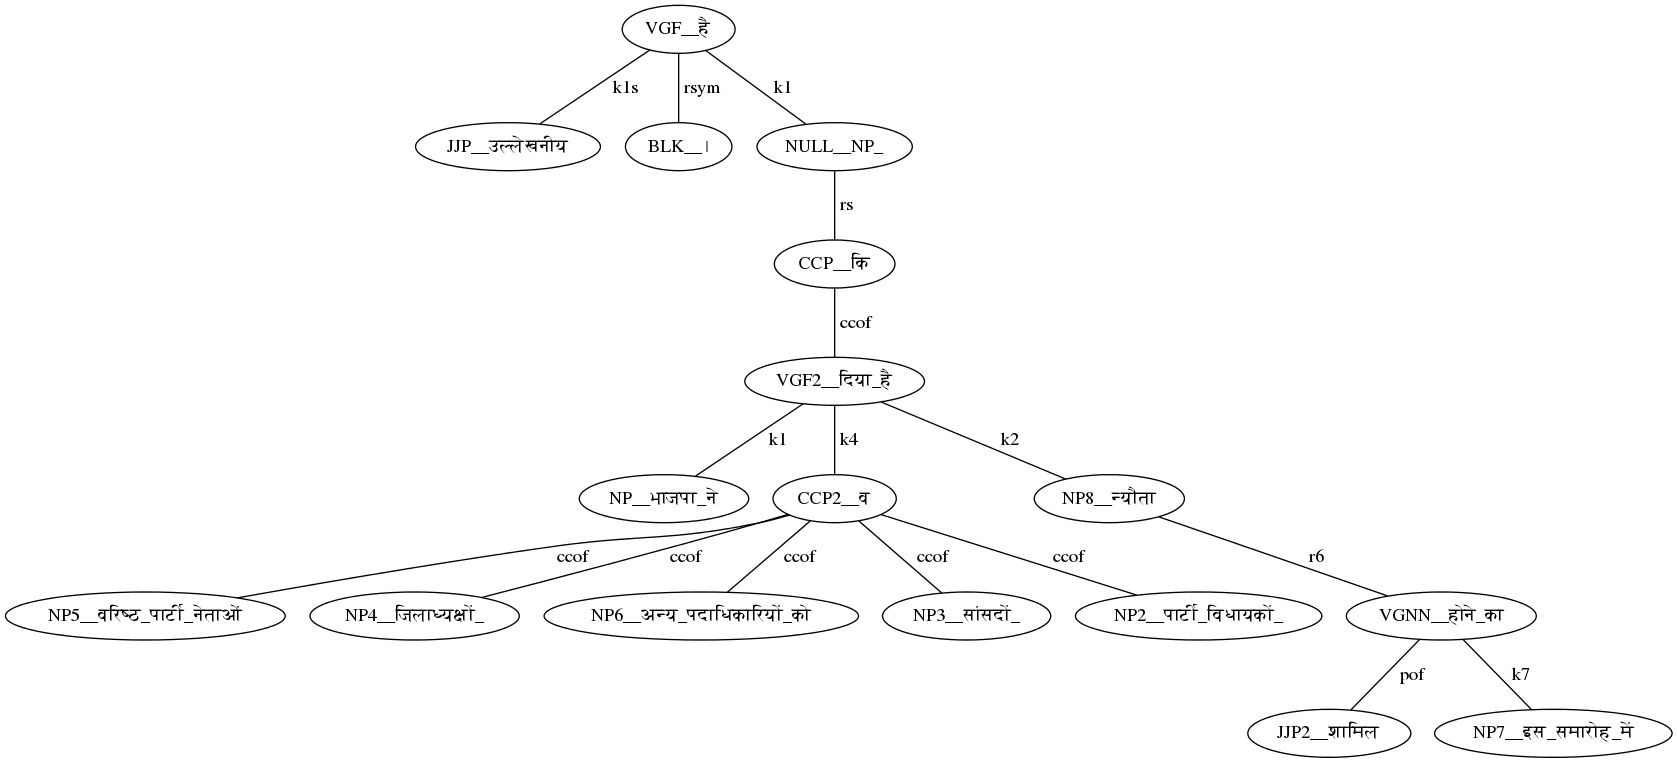 VGF__है
k1s rsym k1
JJP__उल्लेखनीय BLK__। NULL__NP_
rs
CCP__कि
ccof
VGF2__दिया_है
k1 k4 k2
NP__भाजपा_ने CCP2__व NP8__न्यौता
ccof ccof ccof ccof ccof r6
NP5__वरिष्ठ_पार्टी_नेताओं NP4__जिलाध्यक्षों_ NP6__अन्य_पदाधिकारियों_को NP3__सांसदों_ NP2__पार्टी_विधायकों_ VGNN__होने_का
pof k7
JJP2__शामिल NP7__इस_समारोह_में